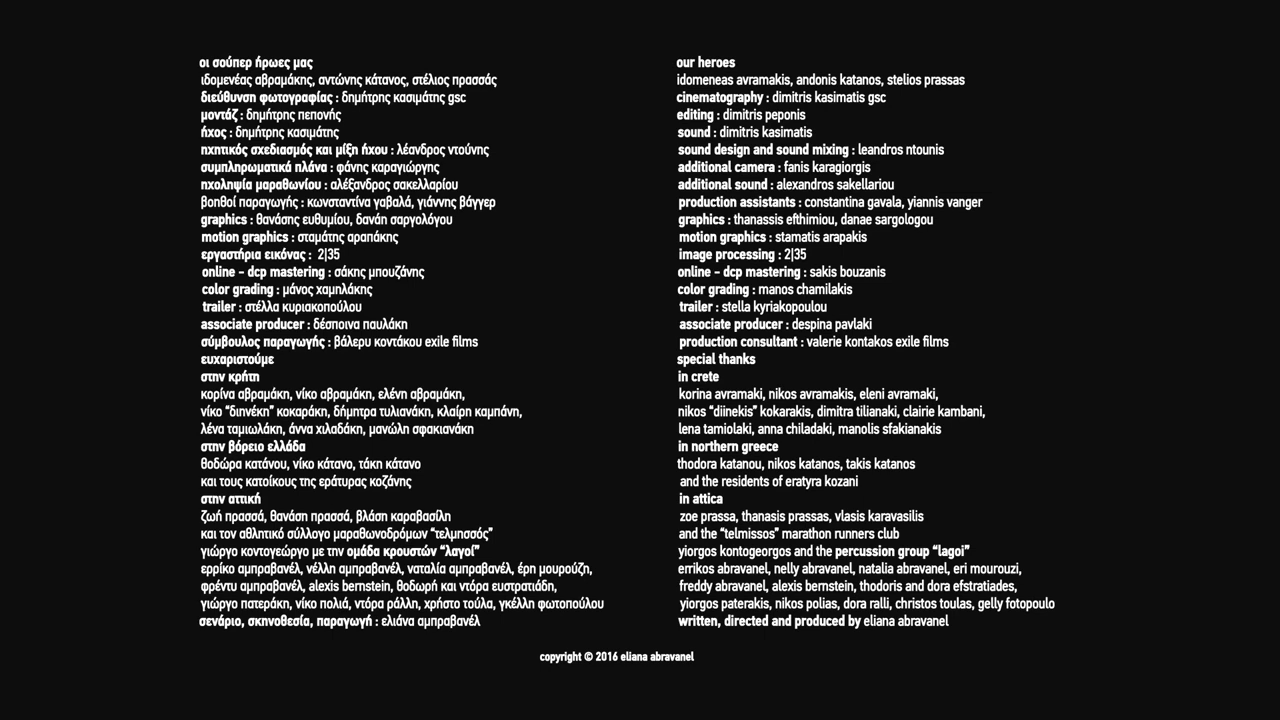 οι σούπερ ήρωες μας
ιδομενέας αβραμάκης, αντώνης κάτανος, στέλιος πρασσάς
διεύθυνση φωτογραφίας : δημήτρης κασιμάτης gsc
μοντάζ : δημήτρης πεπονής
ήχος : δημήτρης κασιμάτης
ηχητικός σχεδιασμός και μίξη ήχου : λέανδρος ντούνης
συμπληρωματικά πλάνα : φάνης καραγιώργης
ηχοληψία μαραθωνίου : αλέξανδρος σακελλαρίου
βοηθοί παραγωγής : κωνσταντίνα γαβαλά, γιάννης βάγγερ
graphics : θανάσης ευθυμίου, δανάη σαργολόγου
motion graphics : σταμάτης αραπάκης
εργαστήρια εικόνας : 2|35
online - dcp mastering : σάκης μπουζάνης
color grading : μάνος χαμηλάκης
trailer : στέλλα κυριακοπούλου
associate producer : δέσποινα παυλάκη
σύμβουλος παραγωγής : βάλερυ κοντάκου exile films
ευχαριστούμε
στην κρήτη
κορίνα αβραμάκη, νίκο αβραμάκη, ελένη αβραμάκη,
νίκο “διηνέκη” κοκαράκη, δήμητρα τυλιανάκη, κλαίρη καμπάνη,
λένα ταμιωλάκη, άννα χιλαδάκη, μανώλη σφακιανάκη
στην βόρειο ελλάδα
θοδώρα κατάνου, νίκο κάτανο, τάκη κάτανο
και τους κατοίκους της εράτυρας κοζάνης
στην αττική
ζωή πρασσά, θανάση πρασσά, βλάση καραβασίλη
και τον αθλητικό σύλλογο μαραθωνοδρόμων “τελμησσός”
γιώργο κοντογεώργο με την ομάδα κρουστών “λαγοί”
ερρίκο αμπραβανέλ, νέλλη αμπραβανέλ, ναταλία αμπραβανέλ, έρη μουρούζη,
φρέντυ αμπραβανέλ, alexis bernstein, θοδωρή και ντόρα ευστρατιάδη,
γιώργο πατεράκη, νίκο πολιά, ντόρα ράλλη, χρήστο τούλα, γκέλλη φωτοπούλου
σενάριο, σκηνοθεσία, παραγωγή : ελιάνα αμπραβανέλ
our heroes
idomeneas avramakis, andonis katanos, stelios prassas
cinematography : dimitris kasimatis gsc
editing : dimitris peponis
sound : dimitris kasimatis
sound design and sound mixing : leandros ntounis
additional camera : fanis karagiorgis
additional sound : alexandros sakellariou
production assistants : constantina gavala, yiannis vanger
graphics : thanassis efthimiou, danae sargologou
motion graphics : stamatis arapakis
image processing : 2|35
online - dcp mastering : sakis bouzanis
color grading : manos chamilakis
trailer : stella kyriakopoulou
associate producer : despina pavlaki
production consultant : valerie kontakos exile films
special thanks
in crete
korina avramaki, nikos avramakis, eleni avramaki,
nikos “diinekis” kokarakis, dimitra tilianaki, clairie kambani,
lena tamiolaki, anna chiladaki, manolis sfakianakis
in northern greece
thodora katanou, nikos katanos, takis katanos
and the residents of eratyra kozani
in attica
zoe prassa, thanasis prassas, vlasis karavasilis
and the “telmissos” marathon runners club
yiorgos kontogeorgos and the percussion group “lagoi”
errikos abravanel, nelly abravanel, natalia abravanel, eri mourouzi,
freddy abravanel, alexis bernstein, thodoris and dora efstratiades,
yiorgos paterakis, nikos polias, dora ralli, christos toulas, gelly fotopoulo
written, directed and produced by eliana abravanel
copyright © 2016 eliana abravanel